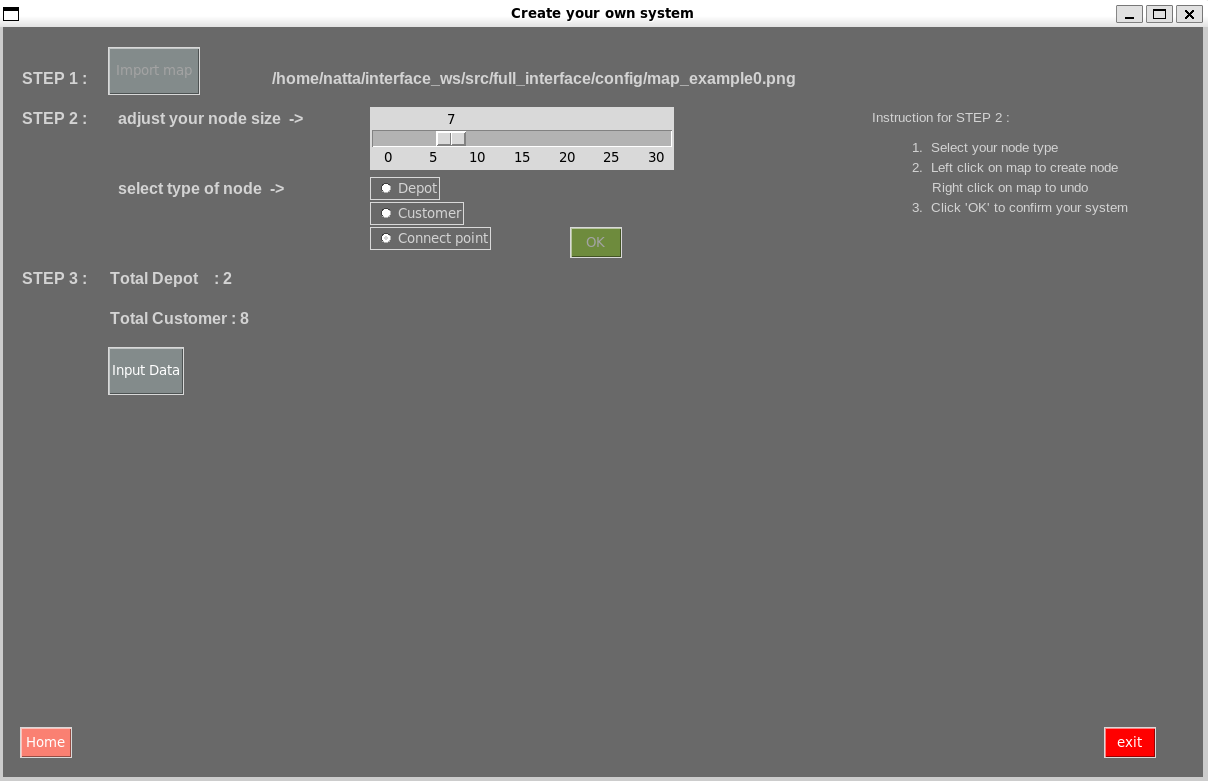 Create your own system
STEP 1 :
Import map
/home/natta/interface_ws/src/full_interface/config/map_example0.png
STEP 2 :
adjust your node size  ->
7
0 5 10 15 20 25 30
Instruction for STEP 2 :
1. Select your node type
2. Left click on map to create node
Right click on map to undo
3. Click 'OK' to confirm your system
select type of node  ->
Depot
Customer
Connect point
OK
STEP 3 :
Total Depot    : 2
Total Customer : 8
Input Data
Home
exit